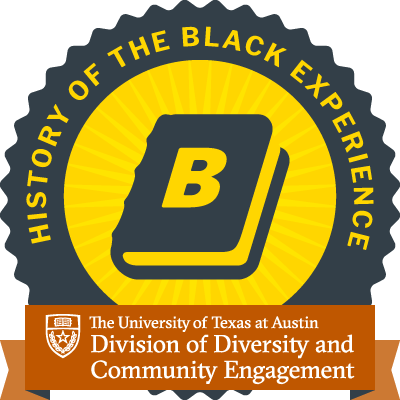 HISTORY OF THE BLACK EXPERIENCE
B
The University of Texas at Austin
Division of Diversity and
Community Engagement